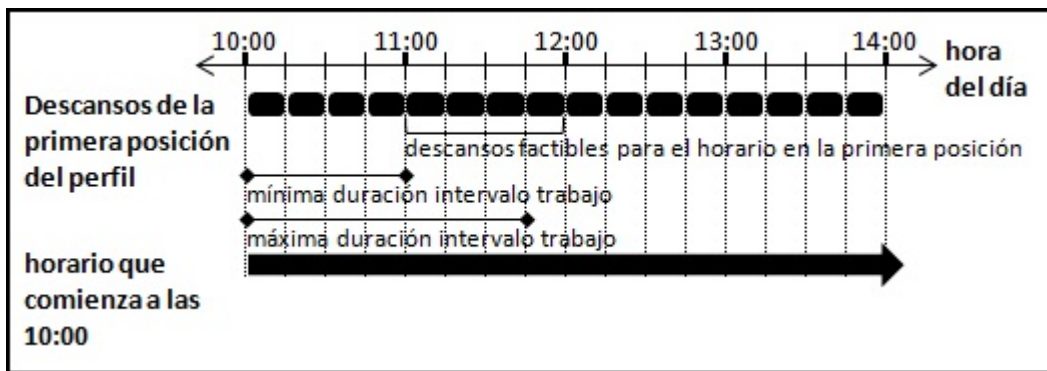 10:00 11:00 12:00 13:00 14:00
hora
del día
Descansos de la
primera posición
del perfil
descansos factibles para el horario en la primera posición
mínima duración intervalo trabajo
máxima duración intervalo trabajo
horario que
comienza a las
10:00